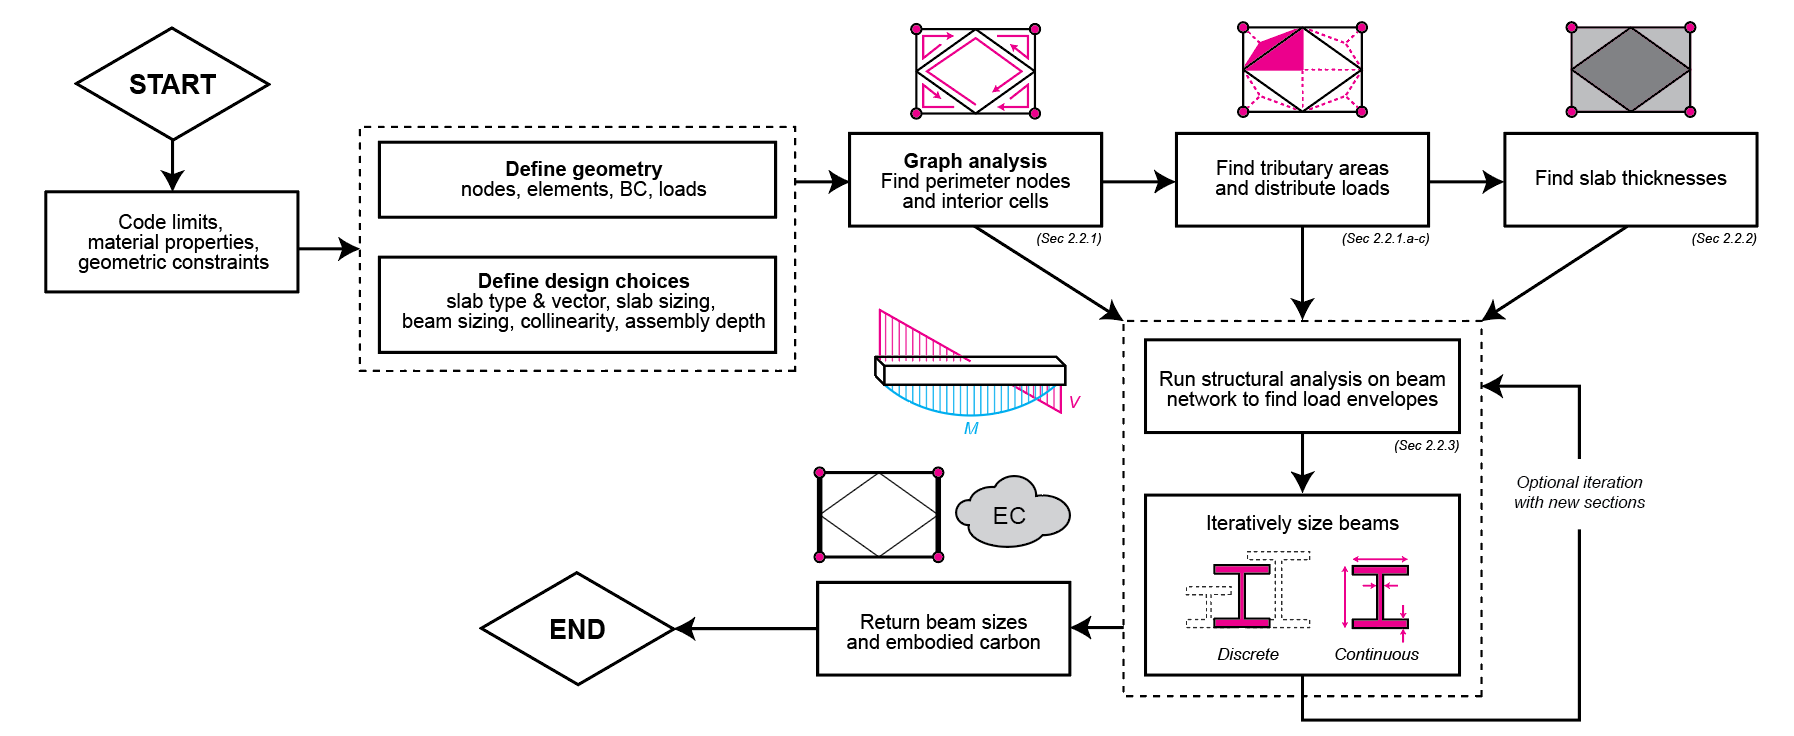 START
Code limits,
material properties,
geometric constraints
Define geometry
nodes, elements, BC, loads
Define design choices
slab type & vector, slab sizing,
beam sizing, collinearity, assembly depth
Graph analysis
Find perimeter nodes
and interior cells
(Sec 2.2.1)
Find tributary areas
and distribute loads
(Sec 2.2.1.a-c)
Find slab thicknesses
(Sec 2.2.2)
V
M
Run structural analysis on beam
network to find load envelopes
(Sec 2.2.3)
Optional iteration
with new sections
Iteratively size beams
Discrete
Continuous
EC
Return beam sizes
and embodied carbon
END